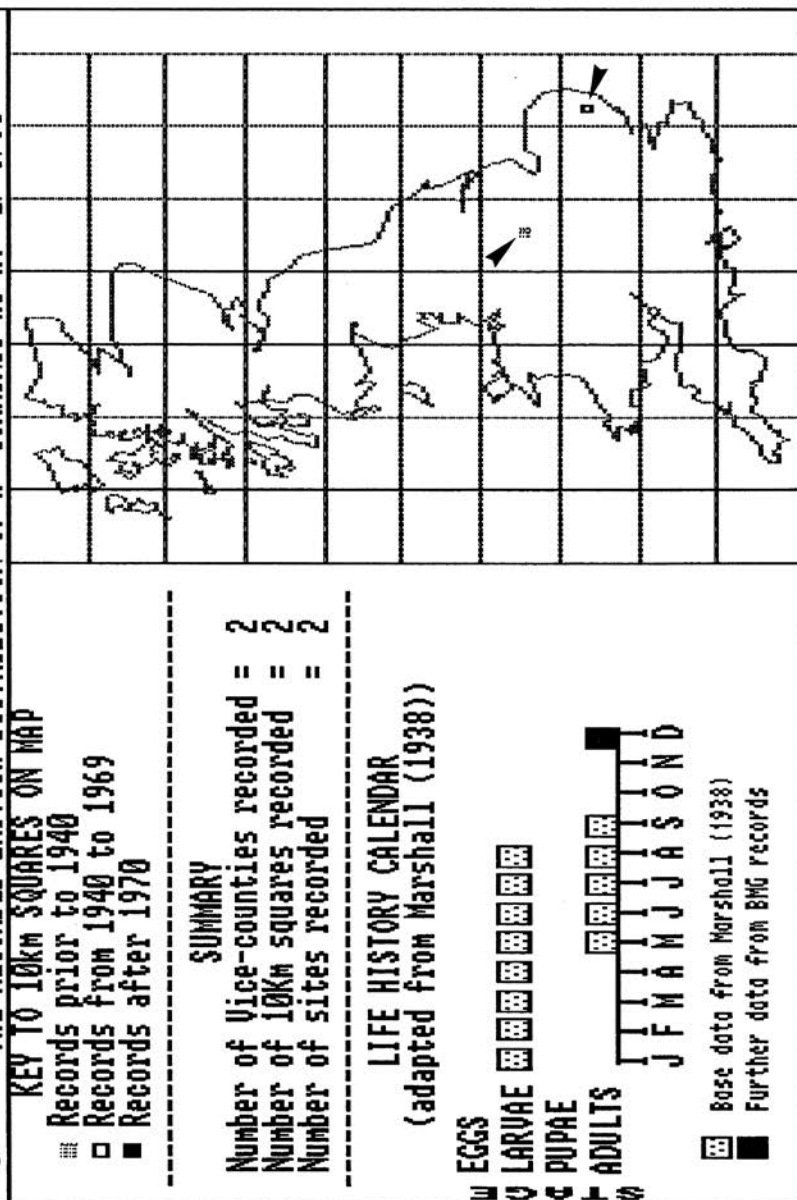 KEY TO 10km SQUARES ON MAP
Records prior to 1940
Records from 1940 to 1969
Records after 1970
SUMMARY
Number of Vice-counties recorded = 2
Number of 10Km squares recorded = 2
Number of sites recorded = 2
LIFE HISTORY CALENDAR
(adapted from Marshall (1938))
EGGS
LARVAE
PUPAE
ADULTS
J F M A M J J A S O N D
Base data from Marshall (1938)
Further data from BMG records